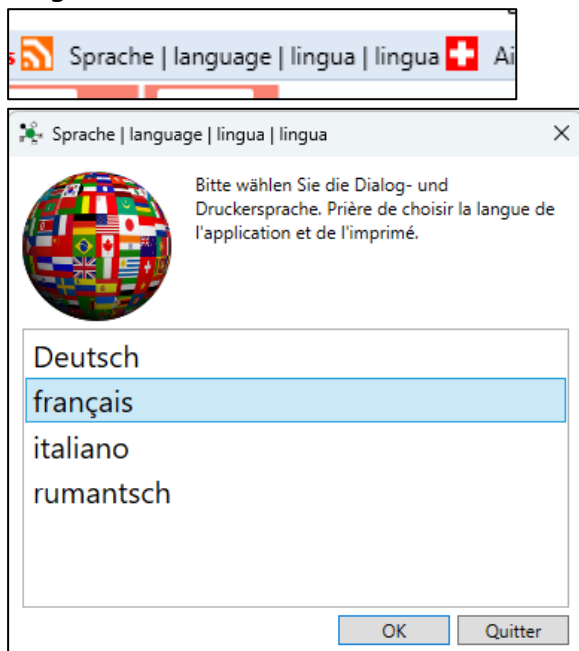 Sprache | language | lingua | lingua
Sprache | language | lingua | lingua
Bitte wählen Sie die Dialog- und
Druckersprache. Prière de choisir la langue de
l'application et de l'imprimé.
Deutsch
français
italiano
rumantsch
OK Quitter